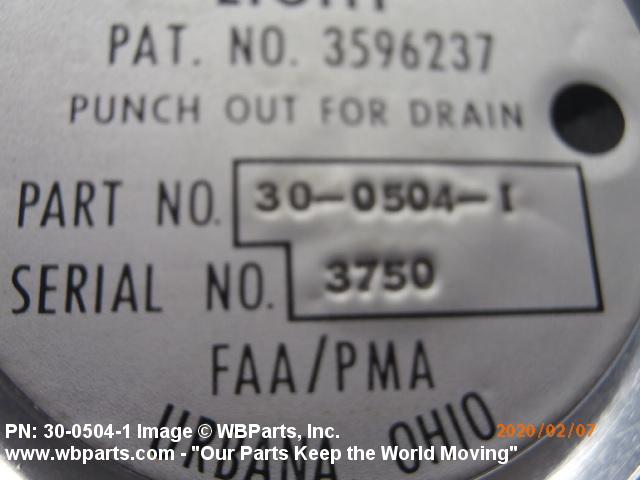 LIGHT
PAT. NO. 3596237
PUNCH OUT FOR DRAIN
PART NO. 30-0504-1
SERIAL NO. 3750
FAA/PMA
URBANA OHIO
2020/02/07
PN: 30-0504-1 Image © WBParts, Inc.
www.wbparts.com - "Our Parts Keep the World Moving"